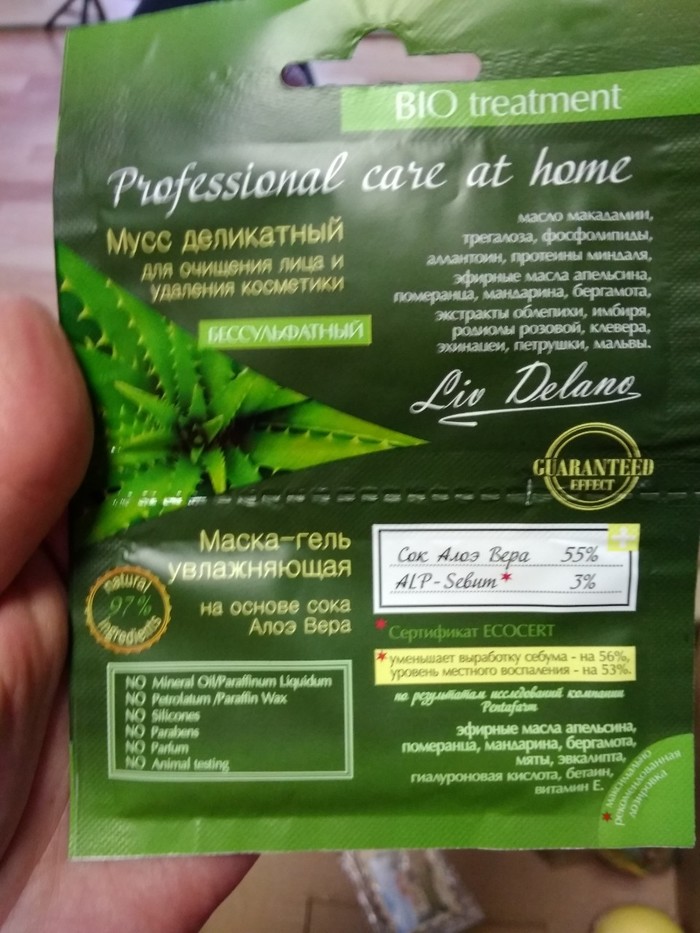 BIO treatment
Professional care at home
Мусс деликатный
для очищения лица и
удаления косметики
БЕССУЛЬФАТНЫЙ
масло макадамии,
трегалоза, фосфолипиды,
аллантоин, протеины миндаля,
эфирные масла апельсина,
померанца, мандарина, бергамота,
экстракты облепихи, имбиря,
родиолы розовой, клевера,
эхинацеи, петрушки, мальвы.
Liv Delano
GUARANTEED
EFFECT
Маска-гель
увлажняющая
на основе сока
Алоэ Вера
natural
97%
ingredients
Сок Алоэ Вера 55%
ALP-Sebum* 3%
*Сертификат ECOCERT
*уменьшает выработку себума - на 56%,
уровень местного воспаления - на 53%.
по результатам исследований компании
Pentafarm
NO Mineral Oil/Paraffinum Liquidum
NO Petrolatum /Paraffin Wax
NO Silicones
NO Parabens
NO Parfum
NO Animal testing
эфирные масла апельсина,
померанца, мандарина, бергамота,
мяты, эвкалипта,
гиалуроновая кислота, бетаин,
витамин Е.
*максимально
рекомендованная
дозировка